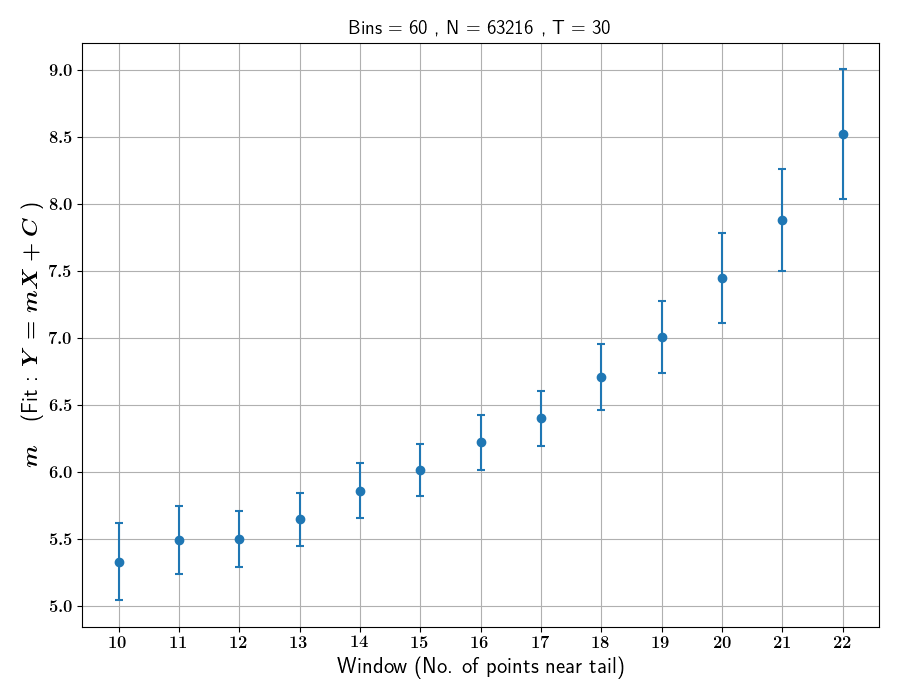 Bins = 60 , N = 63216 , T = 30
m (Fit : Y = mX + C )
9.0
8.5
8.0
7.5
7.0
6.5
6.0
5.5
5.0
10 11 12 13 14 15 16 17 18 19 20 21 22
Window (No. of points near tail)